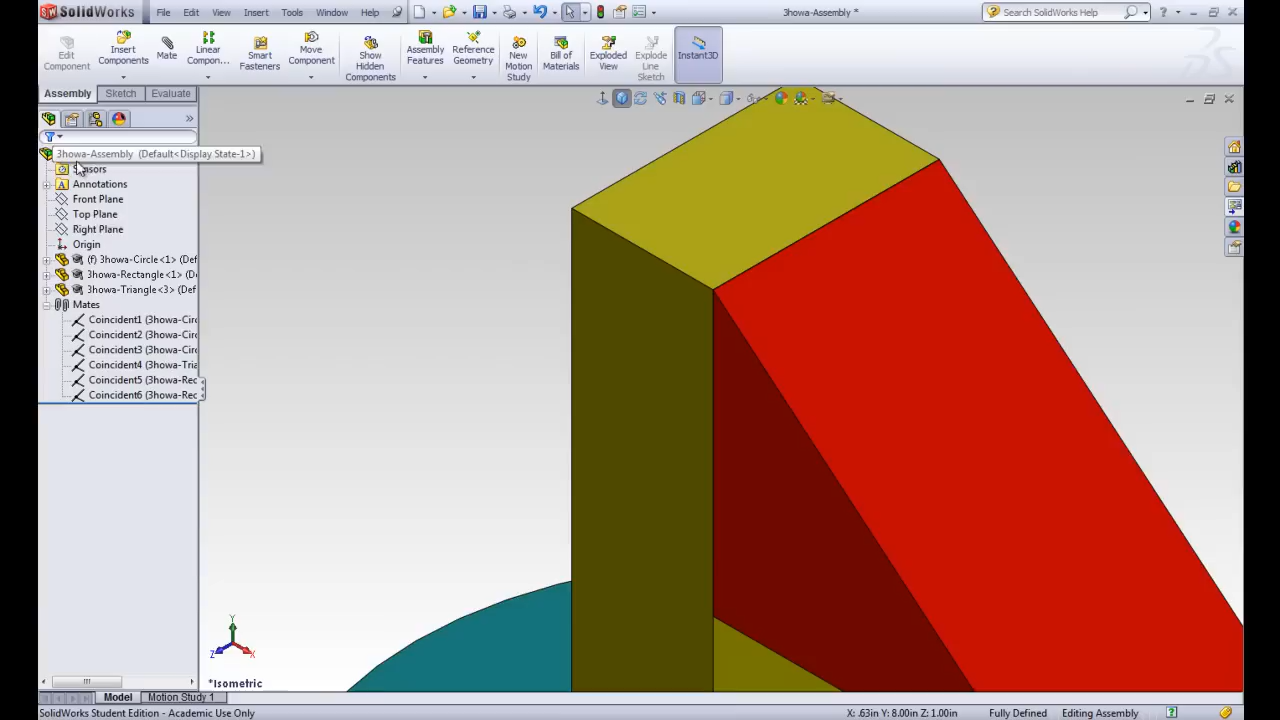 SolidWorks File Edit View Insert Tools Window Help 3howa-Assembly * Search SolidWorks Help
Edit Component
Insert Components
Mate
Linear Compon...
Smart Fasteners
Move Component
Show Hidden Components
Assembly Features
Reference Geometry
New Motion Study
Bill of Materials
Exploded View
Explode Line Sketch
Instant3D
Assembly Sketch Evaluate
3howa-Assembly (Default<Display State-1>)
Sensors
Annotations
Front Plane
Top Plane
Right Plane
Origin
(f) 3howa-Circle<1> (Def
3howa-Rectangle<1> (D
3howa-Triangle<3> (Def
Mates
Coincident1 (3howa-Circ
Coincident2 (3howa-Circ
Coincident3 (3howa-Circ
Coincident4 (3howa-Tria
Coincident5 (3howa-Rec
Coincident6 (3howa-Rec
Y
Z X
*Isometric
Model Motion Study 1
SolidWorks Student Edition - Academic Use Only X: .63in Y: 8.00in Z: 1.00in Fully Defined Editing Assembly